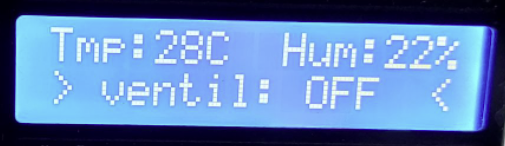 Tmp:28C Hum:22%
> ventil: OFF <